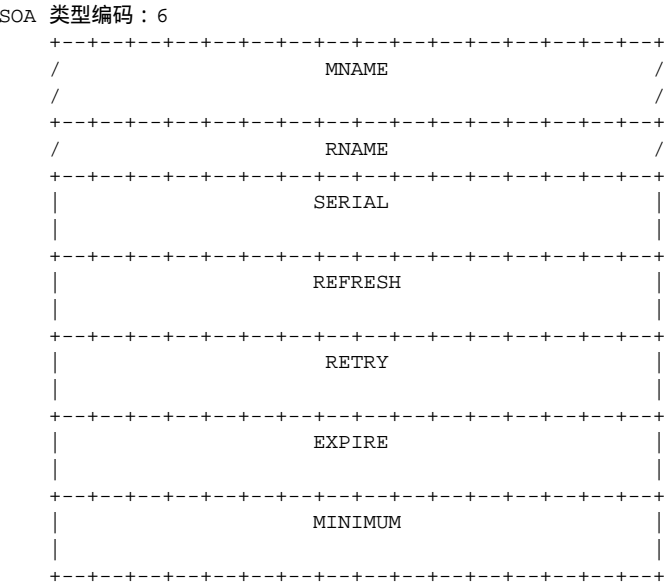 SOA 类型编码：6
+--+--+--+--+--+--+--+--+--+--+--+--+--+--+--+--+
/                     MNAME                     /
/                                               /
+--+--+--+--+--+--+--+--+--+--+--+--+--+--+--+--+
/                     RNAME                     /
+--+--+--+--+--+--+--+--+--+--+--+--+--+--+--+--+
|                    SERIAL                     |
|                                               |
+--+--+--+--+--+--+--+--+--+--+--+--+--+--+--+--+
|                    REFRESH                    |
|                                               |
+--+--+--+--+--+--+--+--+--+--+--+--+--+--+--+--+
|                     RETRY                     |
|                                               |
+--+--+--+--+--+--+--+--+--+--+--+--+--+--+--+--+
|                    EXPIRE                     |
|                                               |
+--+--+--+--+--+--+--+--+--+--+--+--+--+--+--+--+
|                    MINIMUM                    |
|                                               |
+--+--+--+--+--+--+--+--+--+--+--+--+--+--+--+--+